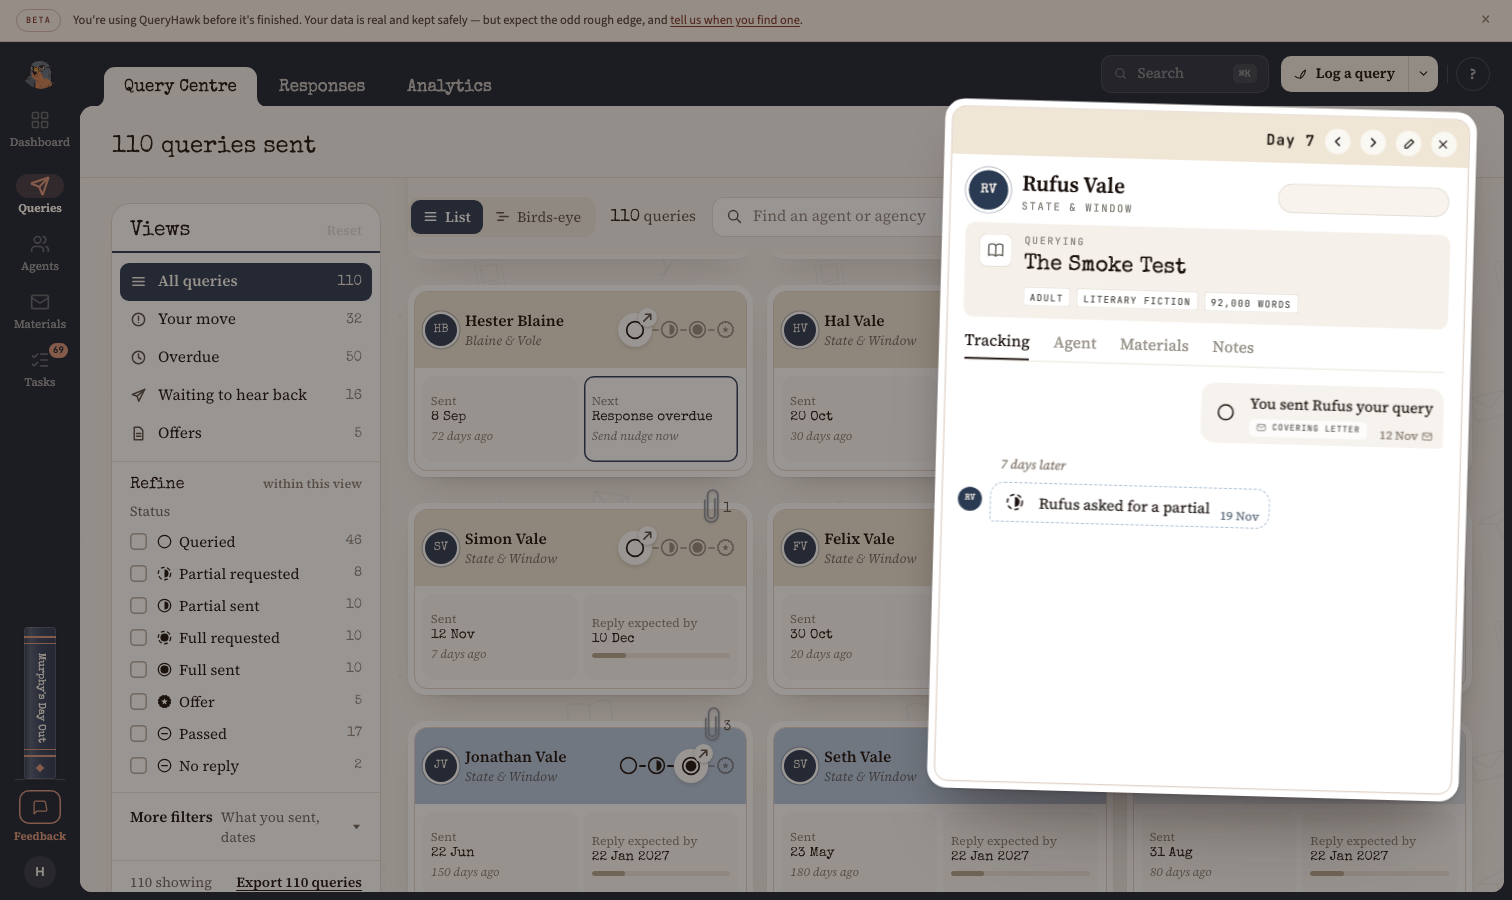 BETA
You're using QueryHawk before it's finished. Your data is real and kept safely — but expect the odd rough edge, and tell us when you find one.
Query Centre
Responses
Analytics
Search
⌘K
Log a query
?
Dashboard
Queries
Agents
Materials
69
Tasks
Murphy's Day Out
Feedback
H
110 queries sent
Views
Reset
All queries 110
Your move 32
Overdue 50
Waiting to hear back 16
Offers 5
Refine
within this view
Status
Queried 46
Partial requested 8
Partial sent 10
Full requested 10
Full sent 10
Offer 5
Passed 17
No reply 2
More filters What you sent,
dates
110 showing
Export 110 queries
List
Birds-eye
110 queries
Find an agent or agency
HB
Hester Blaine
Blaine & Vole
Sent
8 Sep
72 days ago
Next
Response overdue
Send nudge now
HV
Hal Vale
State & Window
Sent
20 Oct
30 days ago
1
SV
Simon Vale
State & Window
Sent
12 Nov
7 days ago
Reply expected by
10 Dec
FV
Felix Vale
State & Window
Sent
30 Oct
20 days ago
3
JV
Jonathan Vale
State & Window
Sent
22 Jun
150 days ago
Reply expected by
22 Jan 2027
SV
Seth Vale
State & Window
Sent
23 May
180 days ago
Reply expected by
22 Jan 2027
Sent
31 Aug
80 days ago
Reply expected by
22 Jan 2027
Day 7
RV
Rufus Vale
STATE & WINDOW
QUERYING
The Smoke Test
ADULT
LITERARY FICTION
92,000 WORDS
Tracking
Agent
Materials
Notes
You sent Rufus your query
COVERING LETTER
12 Nov
7 days later
RV
Rufus asked for a partial
19 Nov